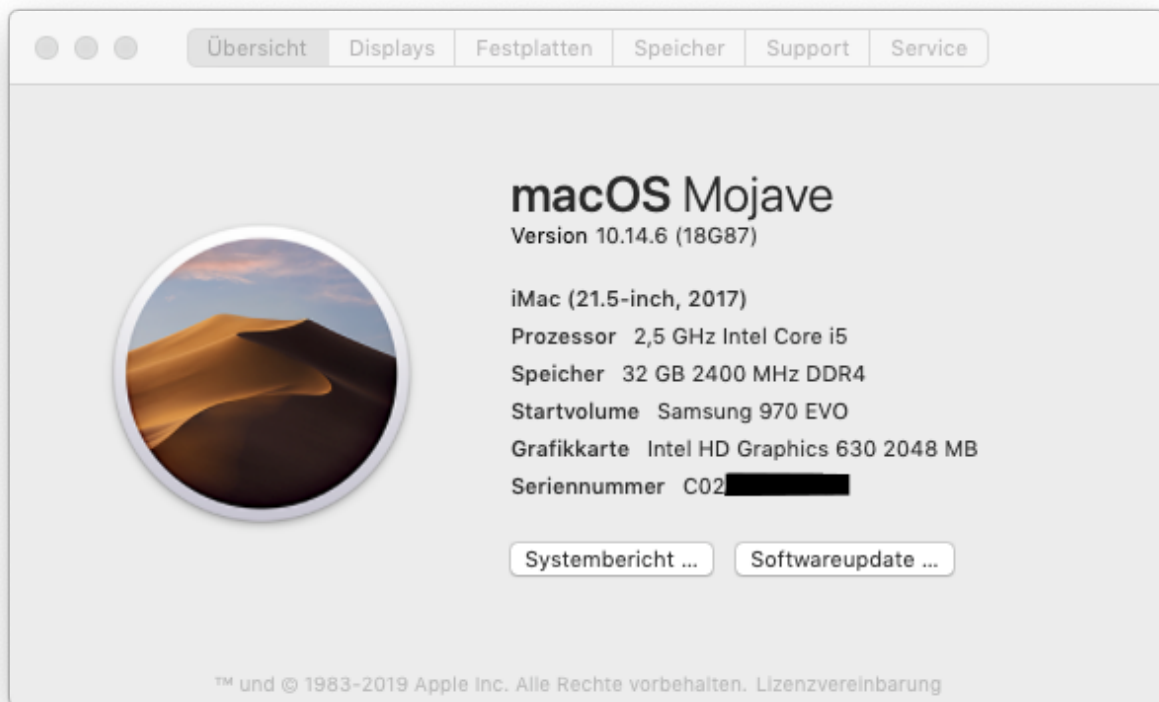 Übersicht Displays Festplatten Speicher Support Service
macOS Mojave
Version 10.14.6 (18G87)
iMac (21.5-inch, 2017)
Prozessor 2,5 GHz Intel Core i5
Speicher 32 GB 2400 MHz DDR4
Startvolume Samsung 970 EVO
Grafikkarte Intel HD Graphics 630 2048 MB
Seriennummer C02
Systembericht ... Softwareupdate ...
™ und © 1983-2019 Apple Inc. Alle Rechte vorbehalten. Lizenzvereinbarung